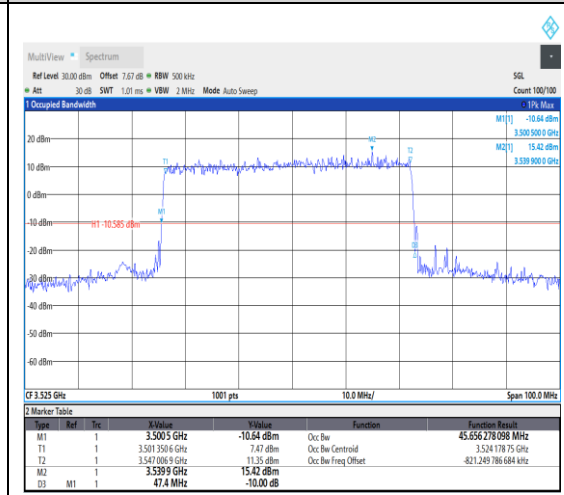 MultiView Spectrum
Ref Level 30.00 dBm Offset 7.67 dB RBW 500 kHz SGL
Att 30 dB SWT 1.01 ms VBW 2 MHz Mode Auto Sweep Count 100/100
1 Occupied Bandwidth 1Pk Max
M1[1] -10.64 dBm
3.500 500 0 GHz
M2[1] 15.42 dBm
3.539 900 0 GHz
M2
T2
T1
20 dBm
10 dBm
0 dBm
M1
-10 dBm
H1 -10.585 dBm
-20 dBm
-30 dBm
-40 dBm
-50 dBm
-60 dBm
CF 3.525 GHz 1001 pts 10.0 MHz/ Span 100.0 MHz
2 Marker Table
Type Ref Trc X-Value Y-Value Function Function Result
M1 1 3.500 5 GHz -10.64 dBm Occ Bw 45.656 278 098 MHz
T1 1 3.501 350 6 GHz 7.47 dBm Occ Bw Centroid 3.524 178 75 GHz
T2 1 3.547 006 9 GHz 11.35 dBm Occ Bw Freq Offset -821.249 786 684 kHz
M2 1 3.539 9 GHz 15.42 dBm
D3 M1 1 47.4 MHz -10.00 dB